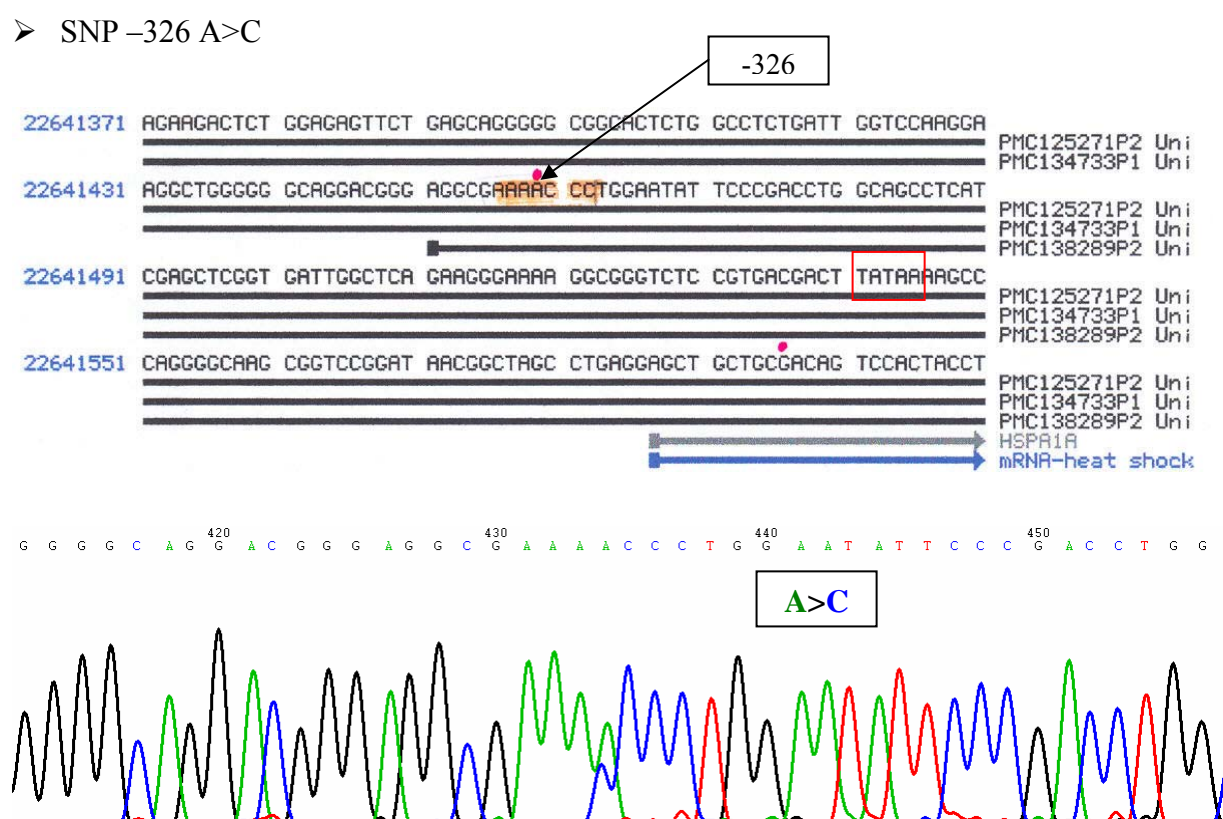 ➢ SNP –326 A>C
-326
22641371 AGAAGACTCT GGAGAGTTCT GAGCAGGGGG CGGCACTCTG GCCTCTGATT GGTCCAAGGA
PMC125271P2 Uni
PMC134733P1 Uni
22641431 AGGCTGGGGG GCAGGACGGG AGGCGAAAAC CCCTGGAATAT TCCCGACCTG GCAGCCTCAT
PMC125271P2 Uni
PMC134733P1 Uni
PMC138289P2 Uni
22641491 CGAGCTCGGT GATTGGCTCA GAAGGGAAAA GGCGGGTCTC CGTGACGACT TATAAAAGCC
PMC125271P2 Uni
PMC134733P1 Uni
PMC138289P2 Uni
22641551 CAGGGGCAAG CGGTCCGGAT AACGGCTAGC CTGAGGAGCT GCTGCGACAG TCCACTACCT
PMC125271P2 Uni
PMC134733P1 Uni
PMC138289P2 Uni
HSPA1A
mRNA-heat shock
420 430 440 450
G G G G C A G G A C G G G A G G C G A A A A C C C T G G A A T A T T C C C G A C C T G G
A>C